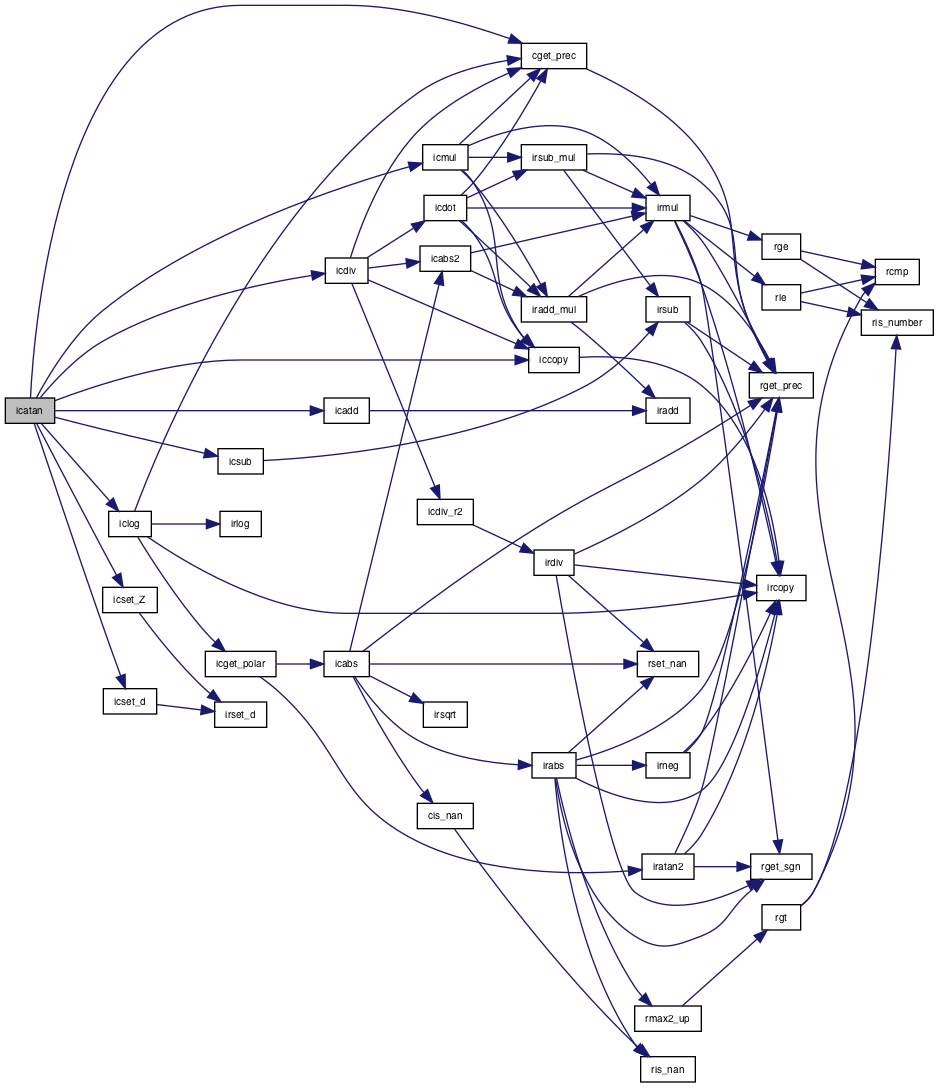 cget_prec
icmul
irsub_mul
icdot
irmul
rge
icabs2
icdiv
rcmp
rle
iradd_mul
irsub
ris_number
iccopy
rget_prec
icatan
icadd
iradd
icsub
icdiv_r2
iclog
irlog
irdiv
ircopy
icset_Z
icget_polar
icabs
rset_nan
icset_d
irset_d
irsqrt
irabs
irneg
cis_nan
iratan2
rget_sgn
rgt
rmax2_up
ris_nan